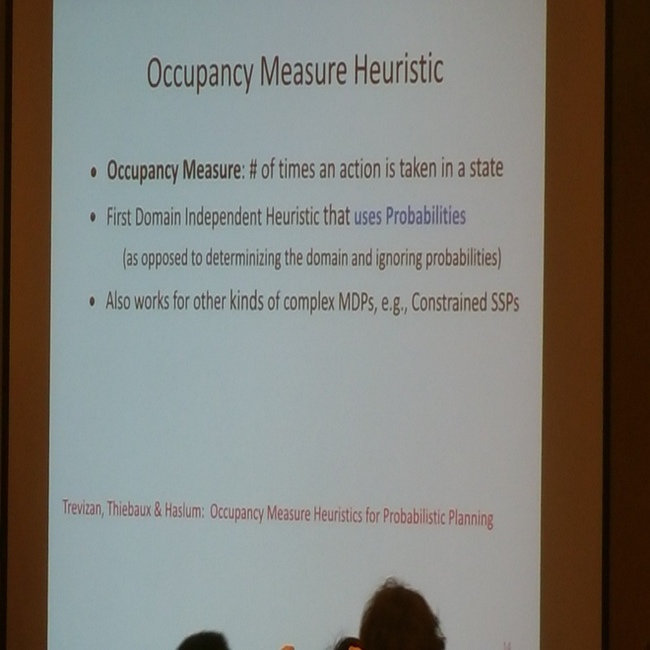 Occupancy Measure Heuristic
• Occupancy Measure: # of times an action is taken in a state
• First Domain Independent Heuristic that uses Probabilities
(as opposed to determinizing the domain and ignoring probabilities)
• Also works for other kinds of complex MDPs, e.g., Constrained SSPs
Trevizan, Thiebaux & Haslum: Occupancy Measure Heuristics for Probabilistic Planning